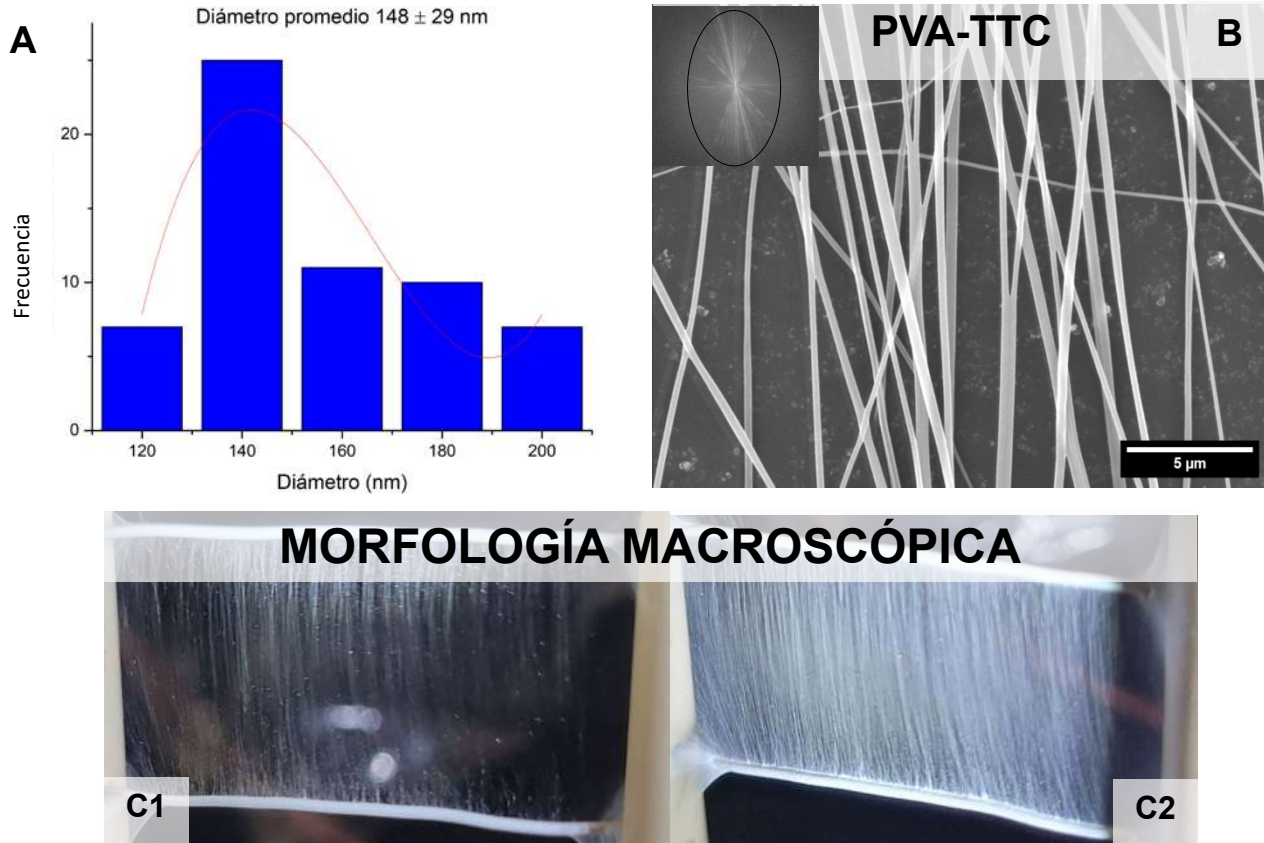 A
Diámetro promedio 148 ± 29 nm
Frecuencia
20
10
0
120 140 160 180 200
Diámetro (nm)
PVA-TTC
B
5 µm
MORFOLOGÍA MACROSCÓPICA
C1
C2